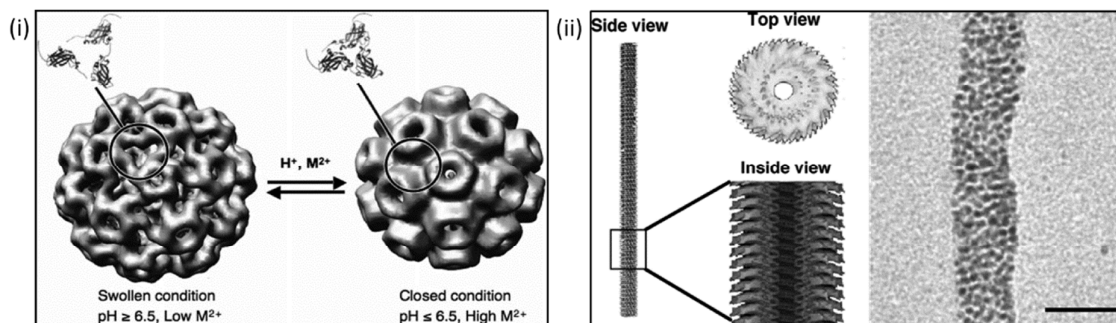 (i)
H⁺, M²⁺
Swollen condition
pH ≥ 6.5, Low M²⁺
Closed condition
pH ≤ 6.5, High M²⁺
(ii)
Side view
Top view
Inside view